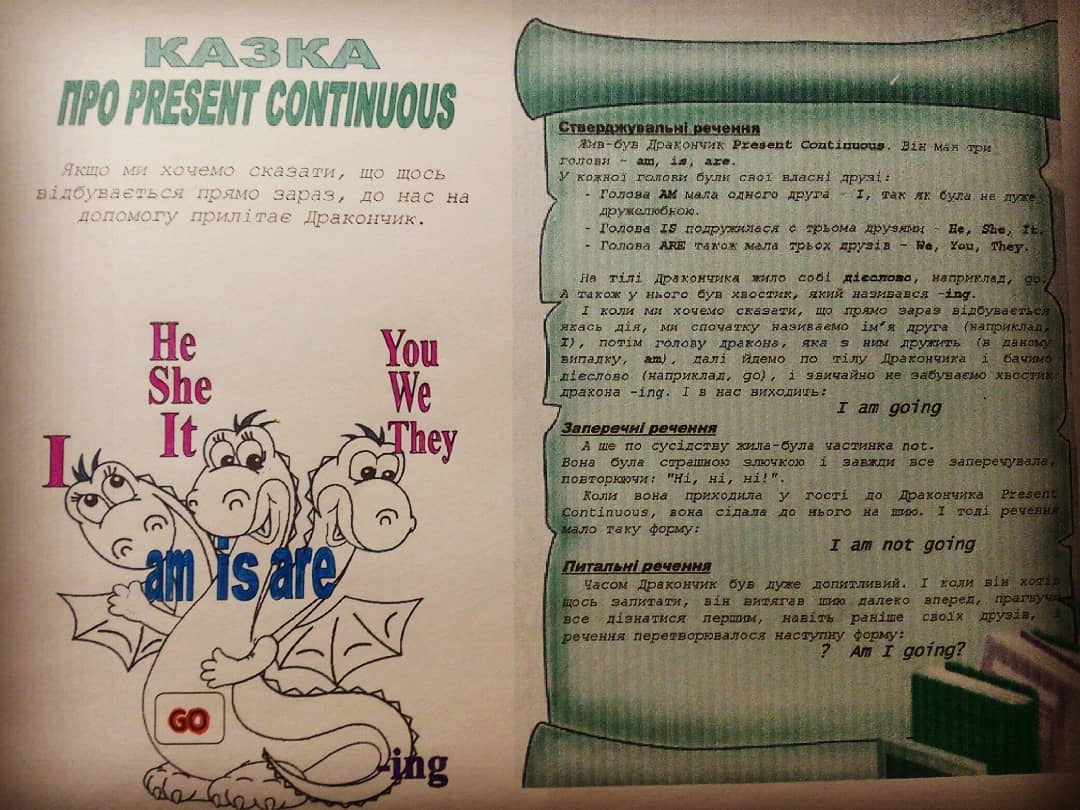 КАЗКА
ПРО PRESENT CONTINUOUS
Якщо ми хочемо сказати, що щось
відбувається прямо зараз, до нас на
допомогу прилітає Дракончик.
He
She
It
You
We
They
I
am is are
GO
-ing
Стверджувальні речення
Жив-був Дракончик Present Continuous. Він мав три
голови – am, is, are.
У кожної голови були свої власні друзі:
- Голова AM мала одного друга – I, так як була не дуже
дружелюбною.
- Голова IS подружилася с трьома друзями – He, She, It.
- Голова ARE також мала трьох друзів – We, You, They.
На тілі Дракончика жило собі дієслово, наприклад, go.
А також у нього був хвостик, який називався -ing.
І коли ми хочемо сказати, що прямо зараз відбувається
якась дія, ми спочатку називаємо ім'я друга (наприклад,
I), потім голову дракона, яка з ним дружить (в даному
випадку, am), далі йдемо по тілу Дракончика і бачимо
дієслово (наприклад, go), і звичайно не забуваємо хвостик
дракона -ing. І в нас виходить:
I am going
Заперечні речення
А ще по сусідству жила-була частинка not.
Вона була страшною злючкою і завжди все заперечувала,
повторюючи: "Ні, ні, ні!".
Коли вона приходила у гості до Дракончика Present
Continuous, вона сідала до нього на шию. І тоді речення
мало таку форму:
I am not going
Питальні речення
Часом Дракончик був дуже допитливий. І коли він хотів
щось запитати, він витягав шию далеко вперед, прагнучи
все дізнатися першим, навіть раніше своїх друзів, і
речення перетворювалося наступну форму:
? Am I going?